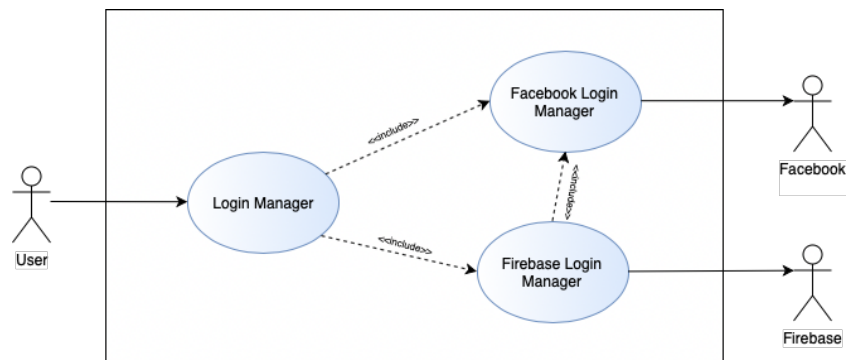 Facebook Login
Manager
<<include>>
Facebook
<<include>>
Login Manager
User
<<include>>
Firebase Login
Manager
Firebase